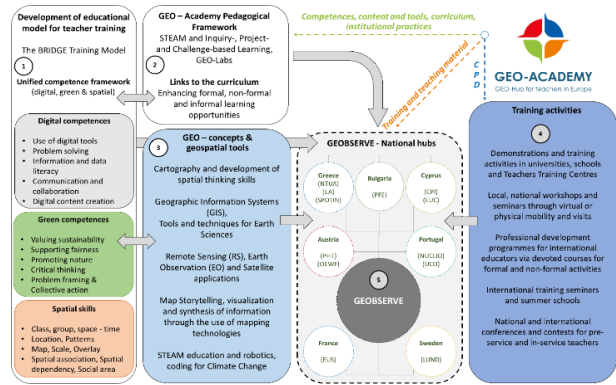 Development of educational
model for teacher training
The BRIDGE Training Model
1
Unified competence framework
(digital, green & spatial)
Digital competences
• Use of digital tools
• Problem solving
• Information and data
literacy
• Communication and
collaboration
• Digital content creation
Green competences
• Valuing sustainability
• Supporting fairness
• Promoting nature
• Critical thinking
• Problem framing &
Collective action
Spatial skills
• Class, group, space - time
• Location, Patterns
• Map, Scale, Overlay
• Spatial association, Spatial
dependency, Social area
GEO – Academy Pedagogical
Framework
STEAM and Inquiry-, Project-
and Challenge-based Learning,
GEO-Labs
2
Links to the curriculum
Enhancing formal, non-formal
and informal learning
opportunities
3
GEO – concepts &
geospatial tools
Cartography and development of
spatial thinking skills
Geographic Information Systems
(GIS),
Tools and techniques for Earth
Sciences
Remote Sensing (RS), Earth
Observation (EO) and Satellite
applications
Map Storytelling, visualization
and synthesis of information
through the use of mapping
technologies
STEAM education and robotics,
coding for Climate Change
Competences, content and tools, curriculum,
institutional practices
Training and teaching material
CPD
GEO-ACADEMY
GEO-Hub for teachers in Europe
GEOBSERVE - National hubs
Greece
(NTUA)
(EA)
(SPOTIN)
Bulgaria
(PFE)
Cyprus
(CPI)
(EUC)
Austria
(PHT)
(OEWF)
Portugal
(NUCLIO)
(UCO)
5
GEOBSERVE
France
(EUS)
Sweden
(LUND)
Training activities
4
Demonstrations and training
activities in universities, schools
and Teachers Training Centres
Local, national workshops and
seminars through virtual or
physical mobility and visits
Professional development
programmes for international
educators via devoted courses for
formal and non-formal activities
International training seminars
and summer schools
National and international
conferences and contests for pre-
service and in-service teachers